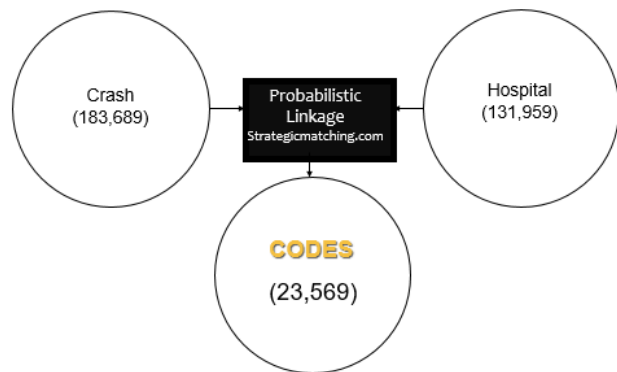 Crash
(183,689)
Probabilistic
Linkage
Strategicmatching.com
Hospital
(131,959)
CODES
(23,569)